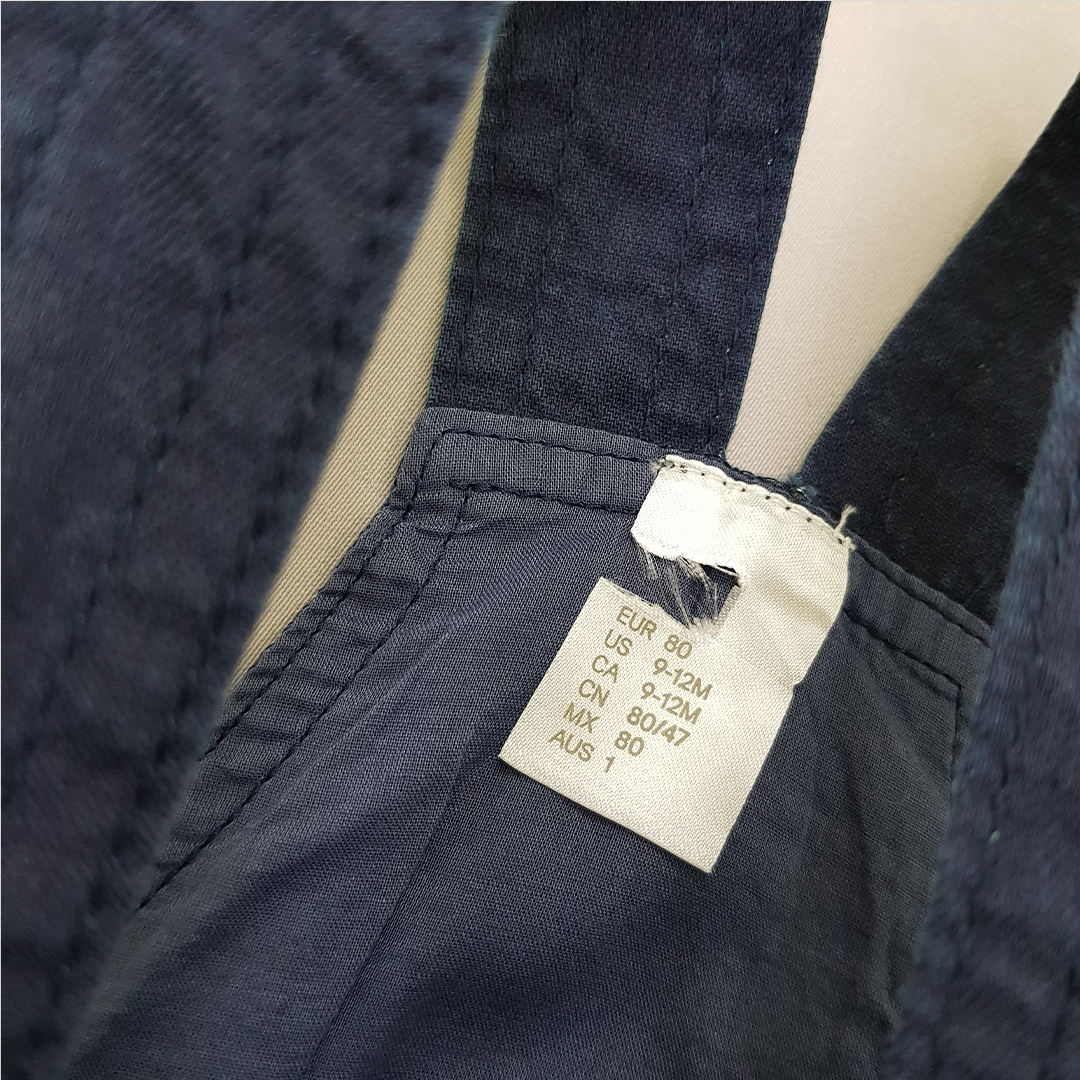 EUR 80
US 9-12M
CA 9-12M
CN 80/47
MX 80
AUS 1